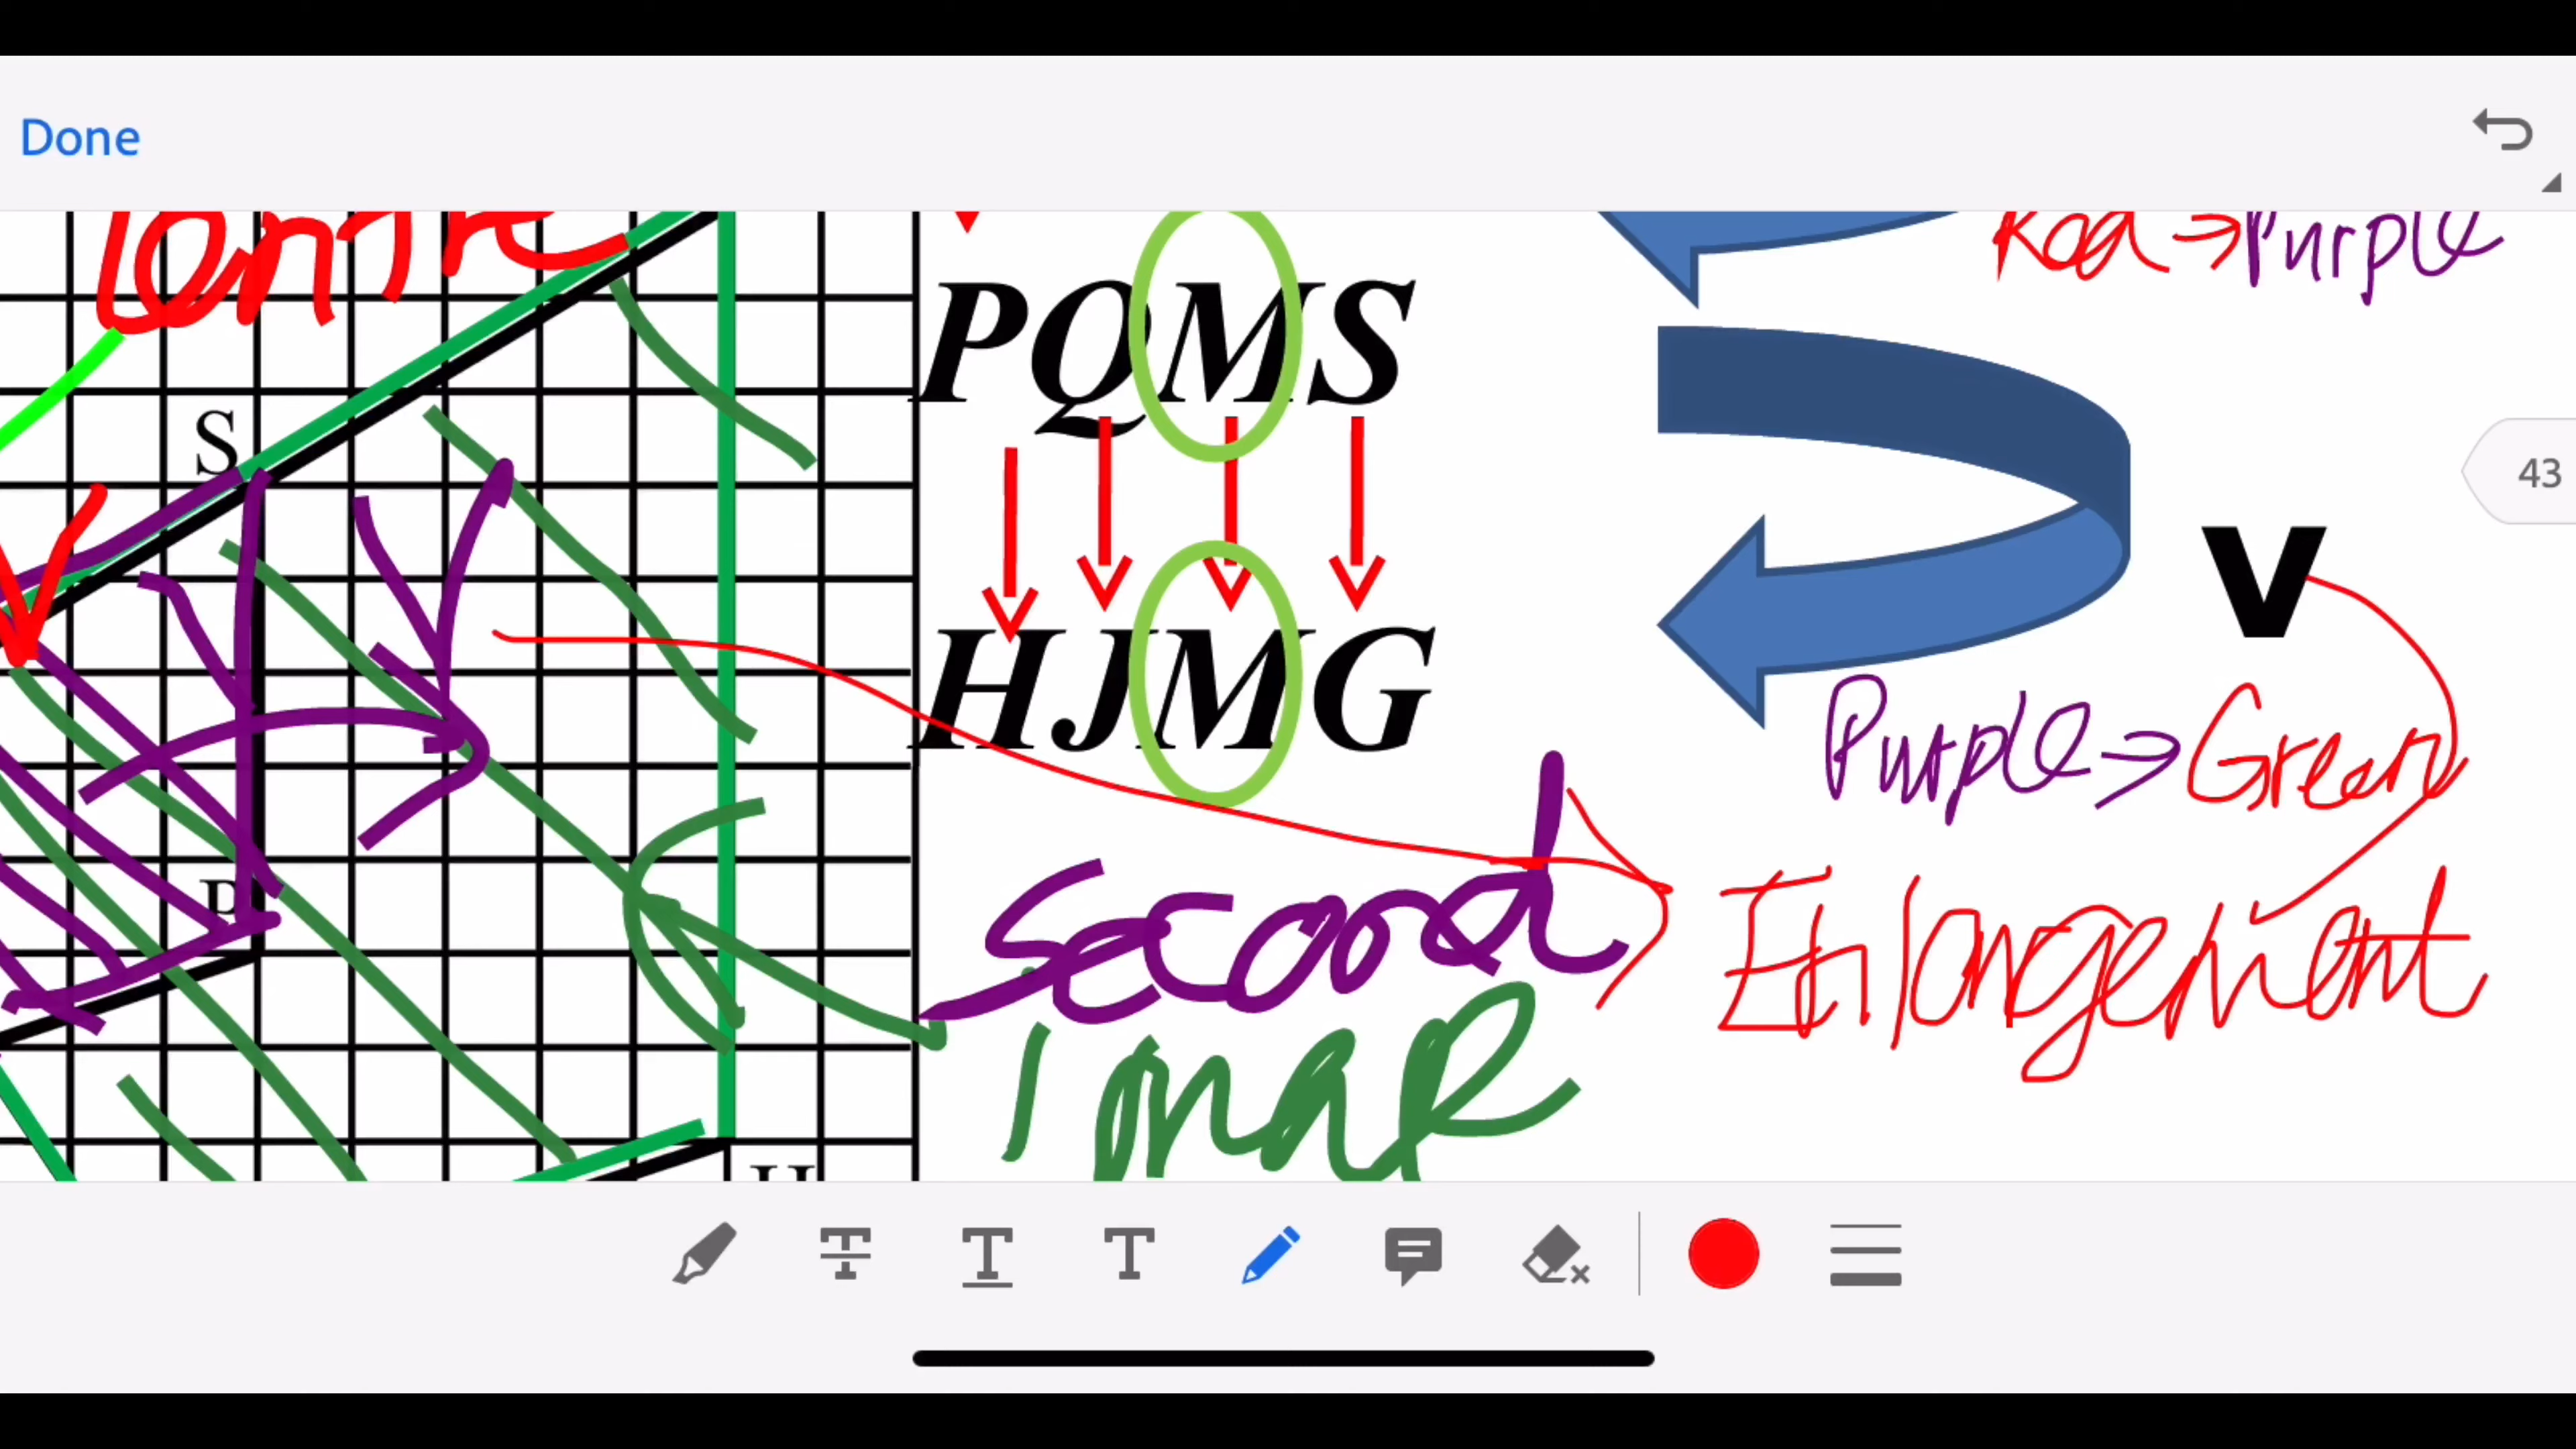 Done
Centre
Red → Purple
PQMS
S
43
V
HJMG
Purple → Green
P
second
Enlargement
image
H